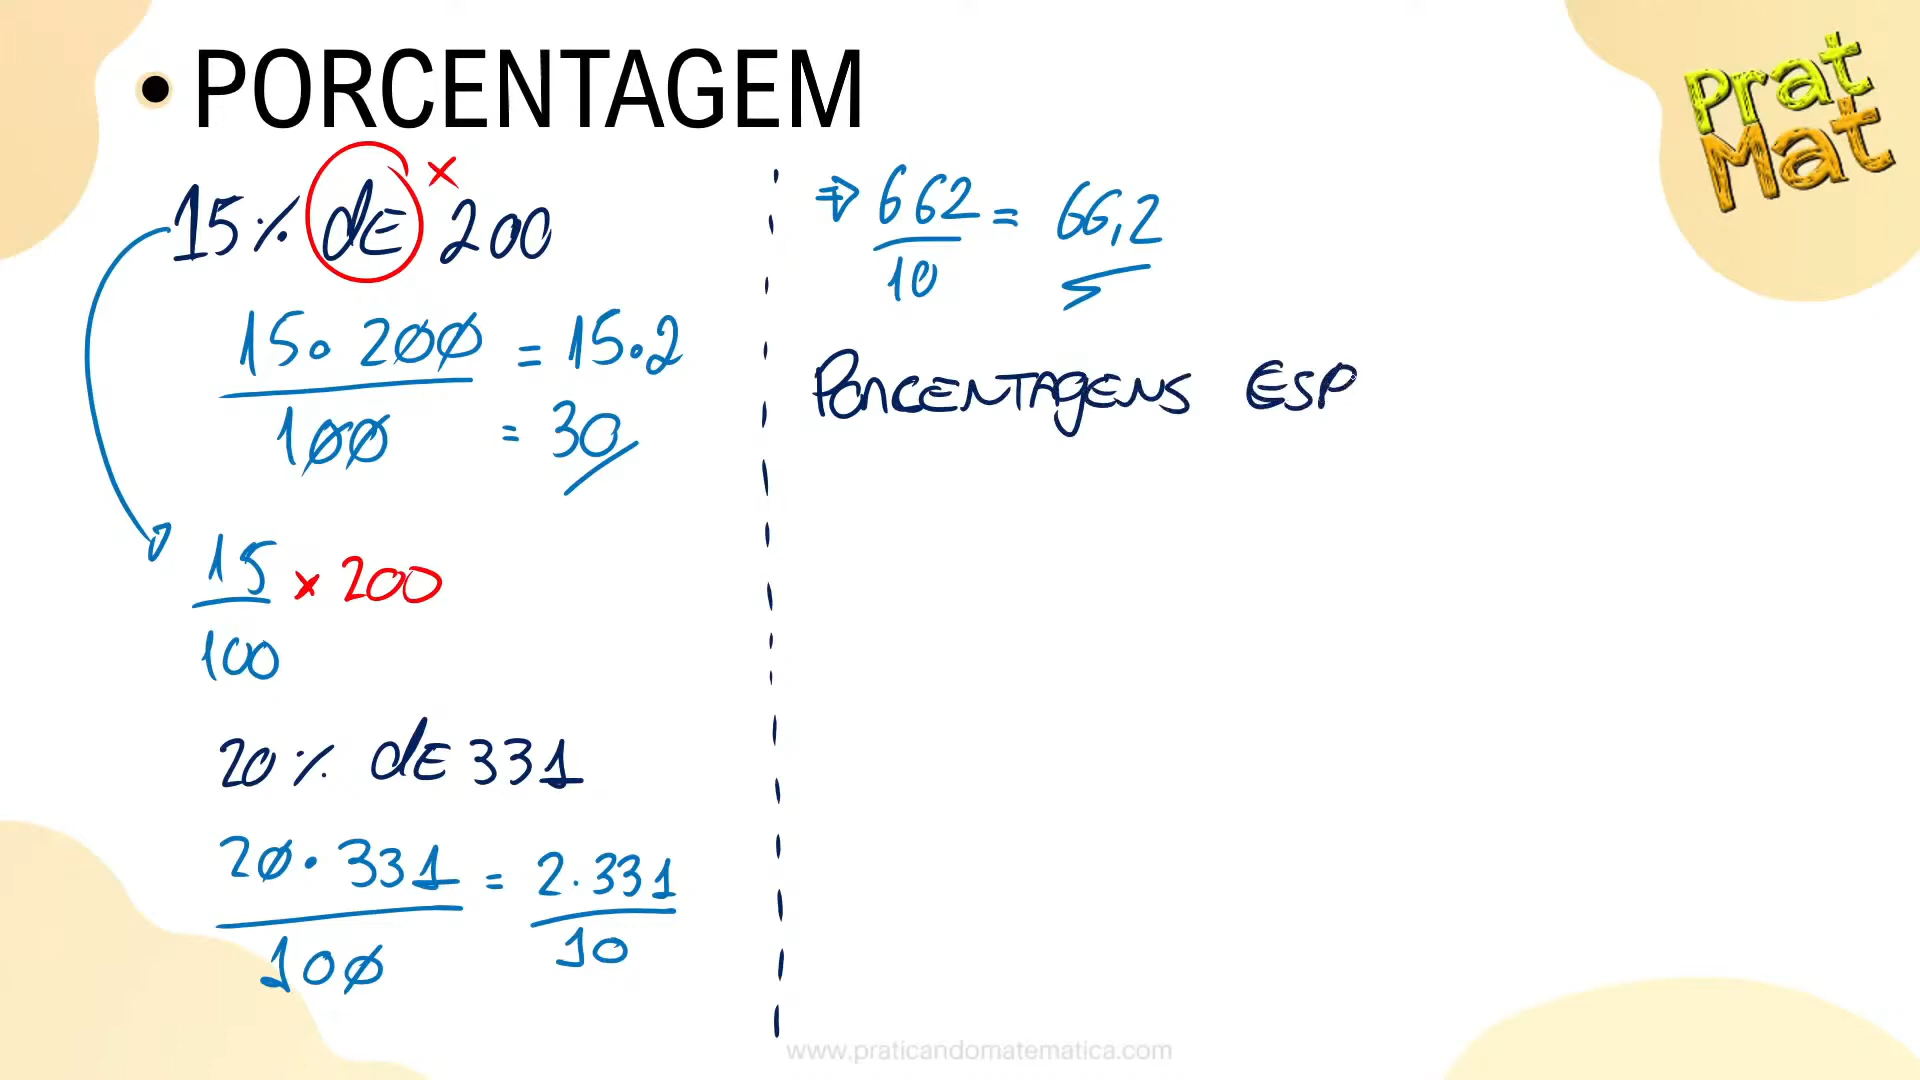 • PORCENTAGEM
Prat
Mat
15% dE × 200
15 . 200 = 15.2
100 = 30
15 × 200
100
20% dE 331
20 . 331 = 2.331
100 10
⇒ 662 = 66,2
10
PORCENTAGENS ESP
www.praticandomatematica.com